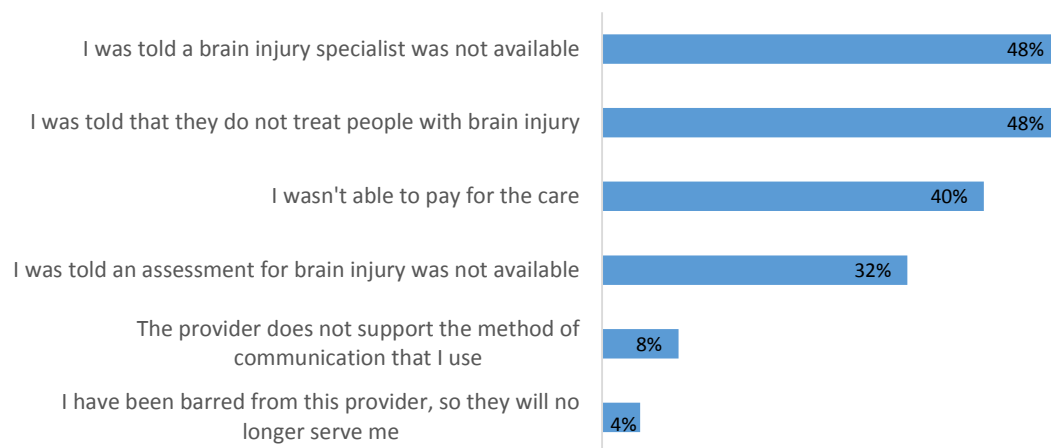 I was told a brain injury specialist was not available
48%
I was told that they do not treat people with brain injury
48%
I wasn't able to pay for the care
40%
I was told an assessment for brain injury was not available
32%
The provider does not support the method of
communication that I use
8%
I have been barred from this provider, so they will no
longer serve me
4%